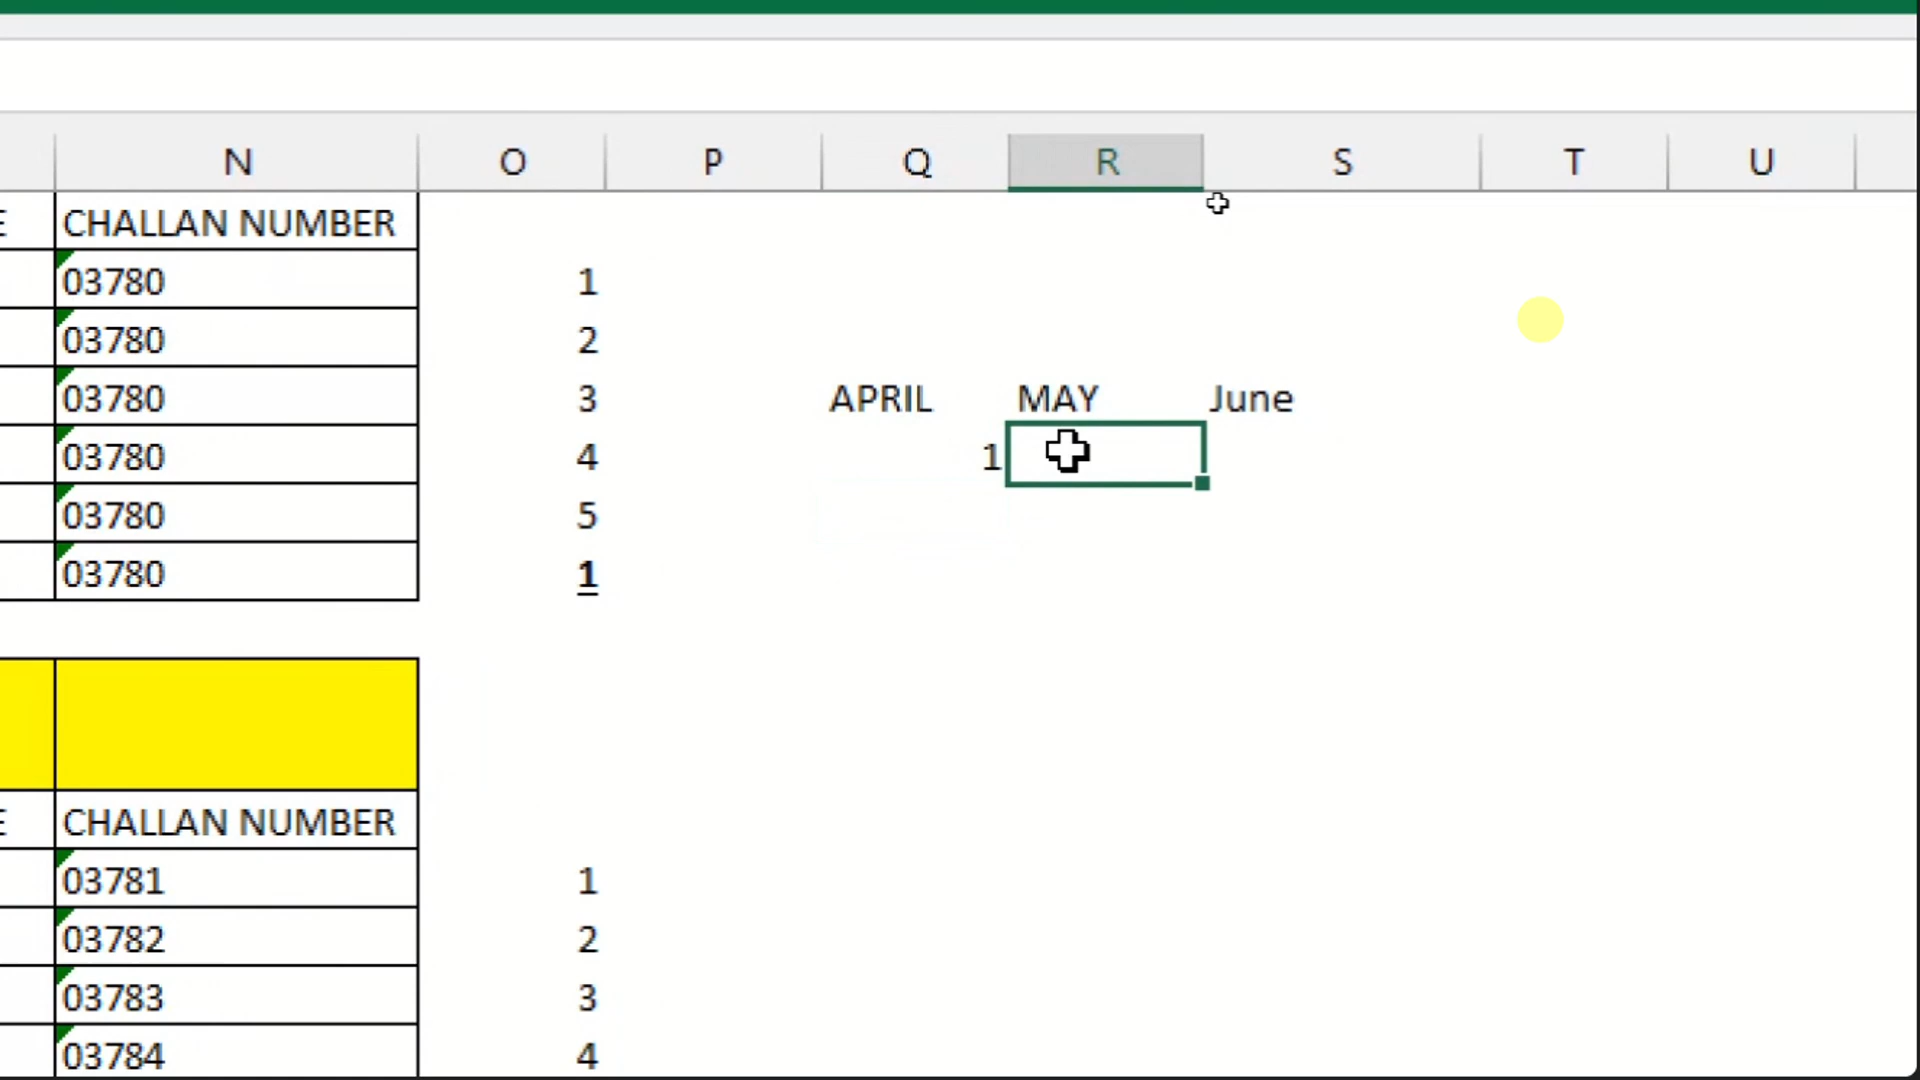 N O P Q R S T U
E CHALLAN NUMBER
03780 1
03780 2
03780 3 APRIL MAY June
03780 4 1
03780 5
03780 1
E CHALLAN NUMBER
03781 1
03782 2
03783 3
03784 4